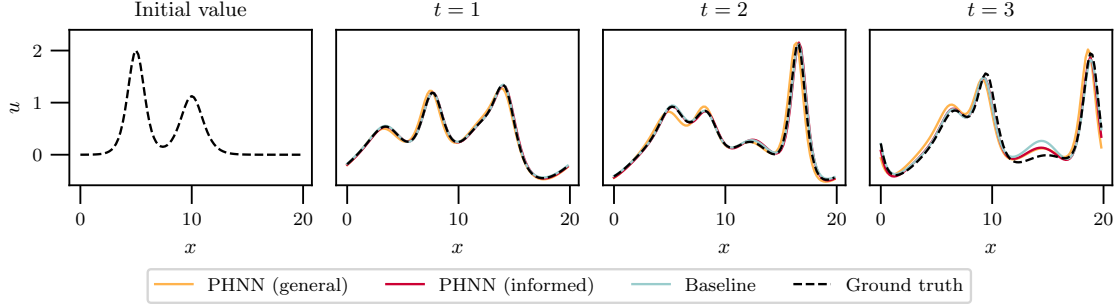 Initial value
t = 1
t = 2
t = 3
u
2
1
0
0 10 20
0 10 20
0 10 20
0 10 20
x
x
x
x
PHNN (general) PHNN (informed) Baseline Ground truth